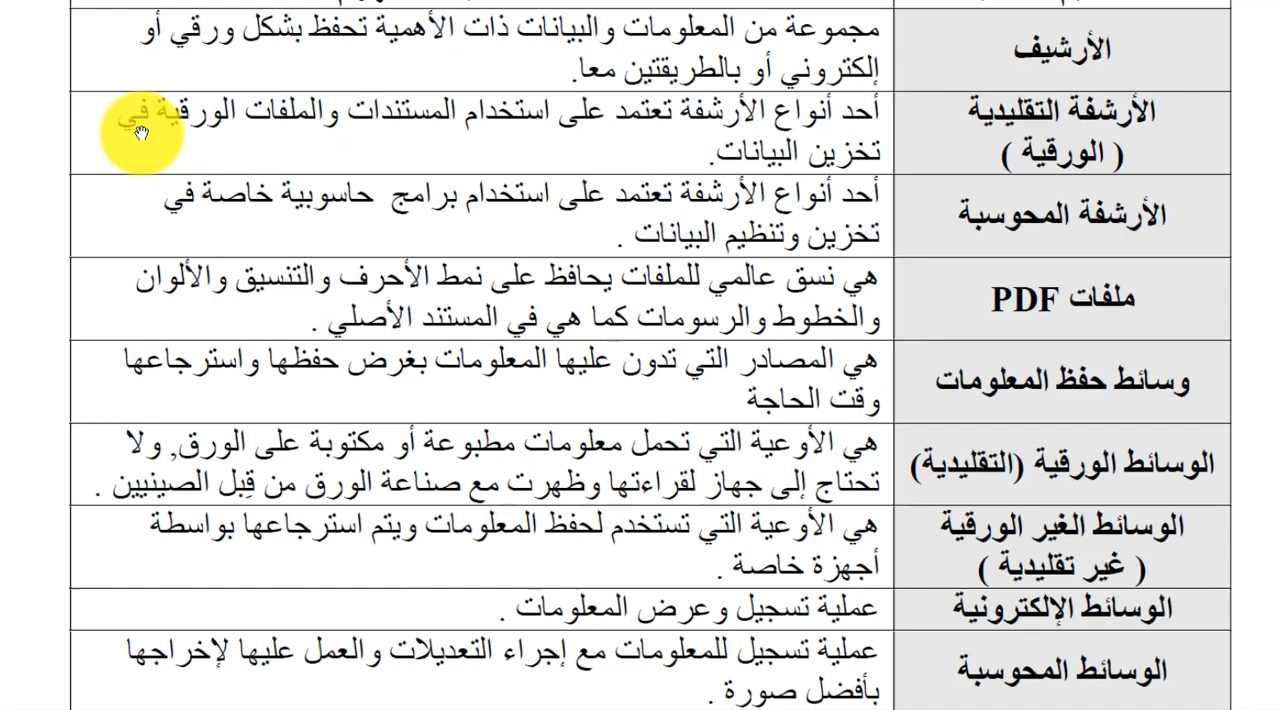 الأرشيف
مجموعة من المعلومات والبيانات ذات الأهمية تحفظ بشكل ورقي أو
إلكتروني أو بالطريقتين معا.
الأرشفة التقليدية
( الورقية )
أحد أنواع الأرشفة تعتمد على استخدام المستندات والملفات الورقية في
تخزين البيانات.
الأرشفة المحوسبة
أحد أنواع الأرشفة تعتمد على استخدام برامج حاسوبية خاصة في
تخزين وتنظيم البيانات .
ملفات PDF
هي نسق عالمي للملفات يحافظ على نمط الأحرف والتنسيق والألوان
والخطوط والرسومات كما هي في المستند الأصلي .
وسائط حفظ المعلومات
هي المصادر التي تدون عليها المعلومات بغرض حفظها واسترجاعها
وقت الحاجة
الوسائط الورقية (التقليدية)
هي الأوعية التي تحمل معلومات مطبوعة أو مكتوبة على الورق, ولا
تحتاج إلى جهاز لقراءتها وظهرت مع صناعة الورق من قِبل الصينيين .
الوسائط الغير الورقية
( غير تقليدية )
هي الأوعية التي تستخدم لحفظ المعلومات ويتم استرجاعها بواسطة
أجهزة خاصة .
الوسائط الإلكترونية
عملية تسجيل وعرض المعلومات .
الوسائط المحوسبة
عملية تسجيل للمعلومات مع إجراء التعديلات والعمل عليها لإخراجها
بأفضل صورة .